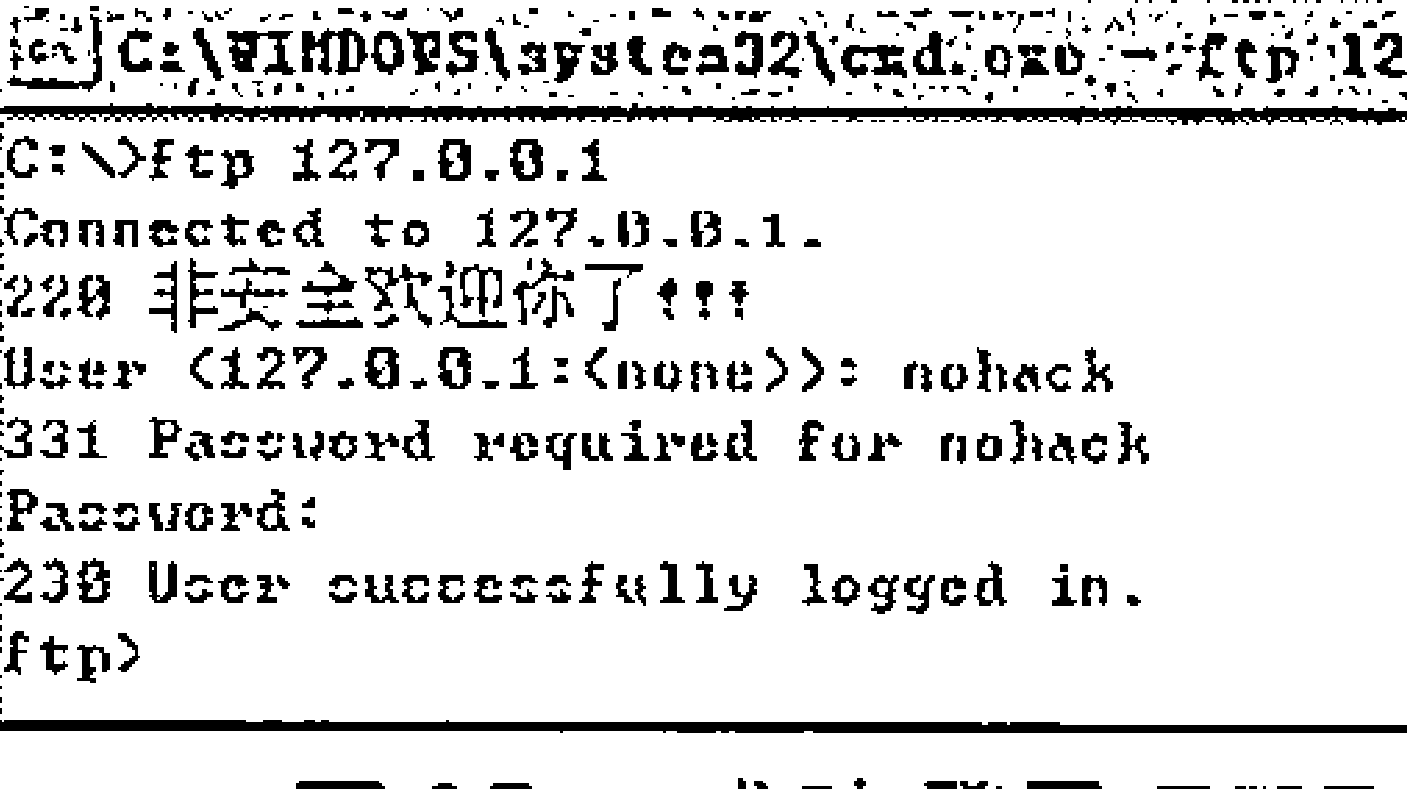 C:\WINDOWS\system32\cmd.exe - ftp 12
C:\>ftp 127.0.0.1
Connected to 127.0.0.1.
220 非安全欢迎你了!!!
User (127.0.0.1:(none)): nohack
331 Password required for nohack
Password:
230 User successfully logged in.
ftp>